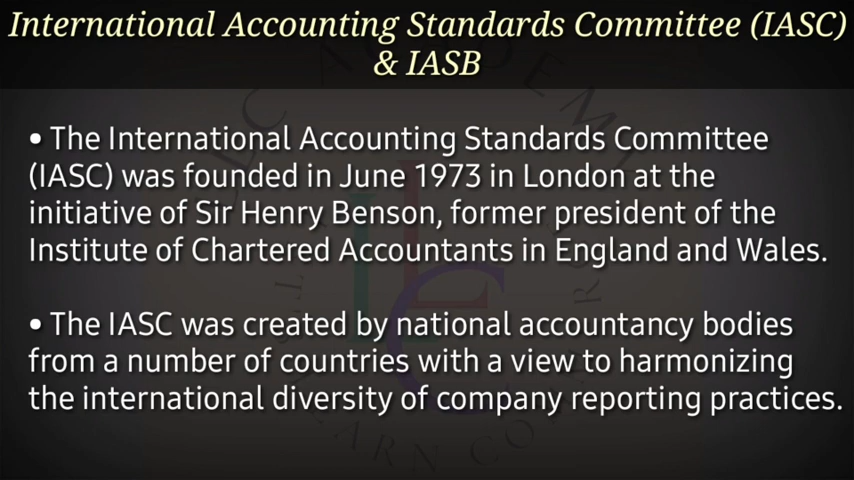 International Accounting Standards Committee (IASC)
& IASB
• The International Accounting Standards Committee
(IASC) was founded in June 1973 in London at the
initiative of Sir Henry Benson, former president of the
Institute of Chartered Accountants in England and Wales.
• The IASC was created by national accountancy bodies
from a number of countries with a view to harmonizing
the international diversity of company reporting practices.